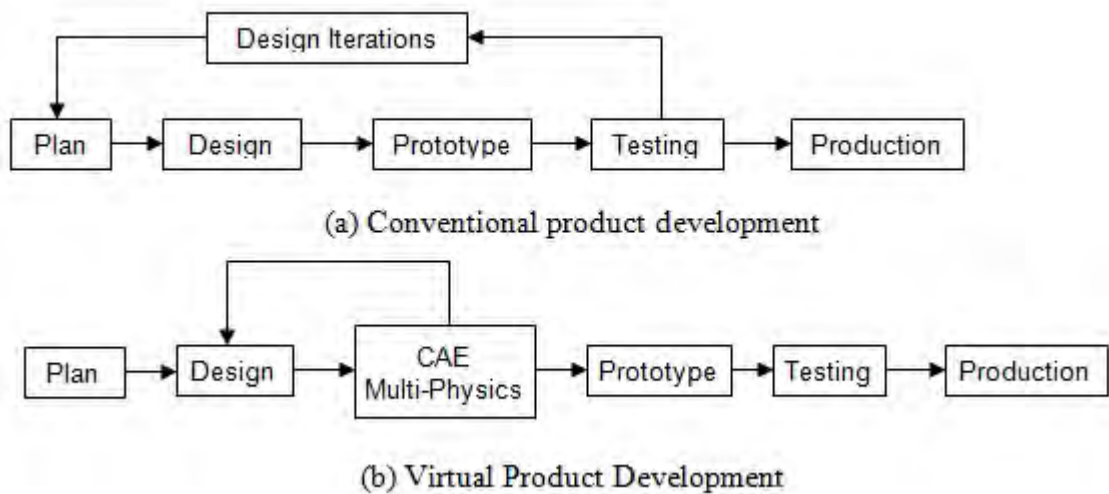 Design Iterations
Plan
Design
Prototype
Testing
Production
(a) Conventional product development
Plan
Design
CAE
Multi-Physics
Prototype
Testing
Production
(b) Virtual Product Development